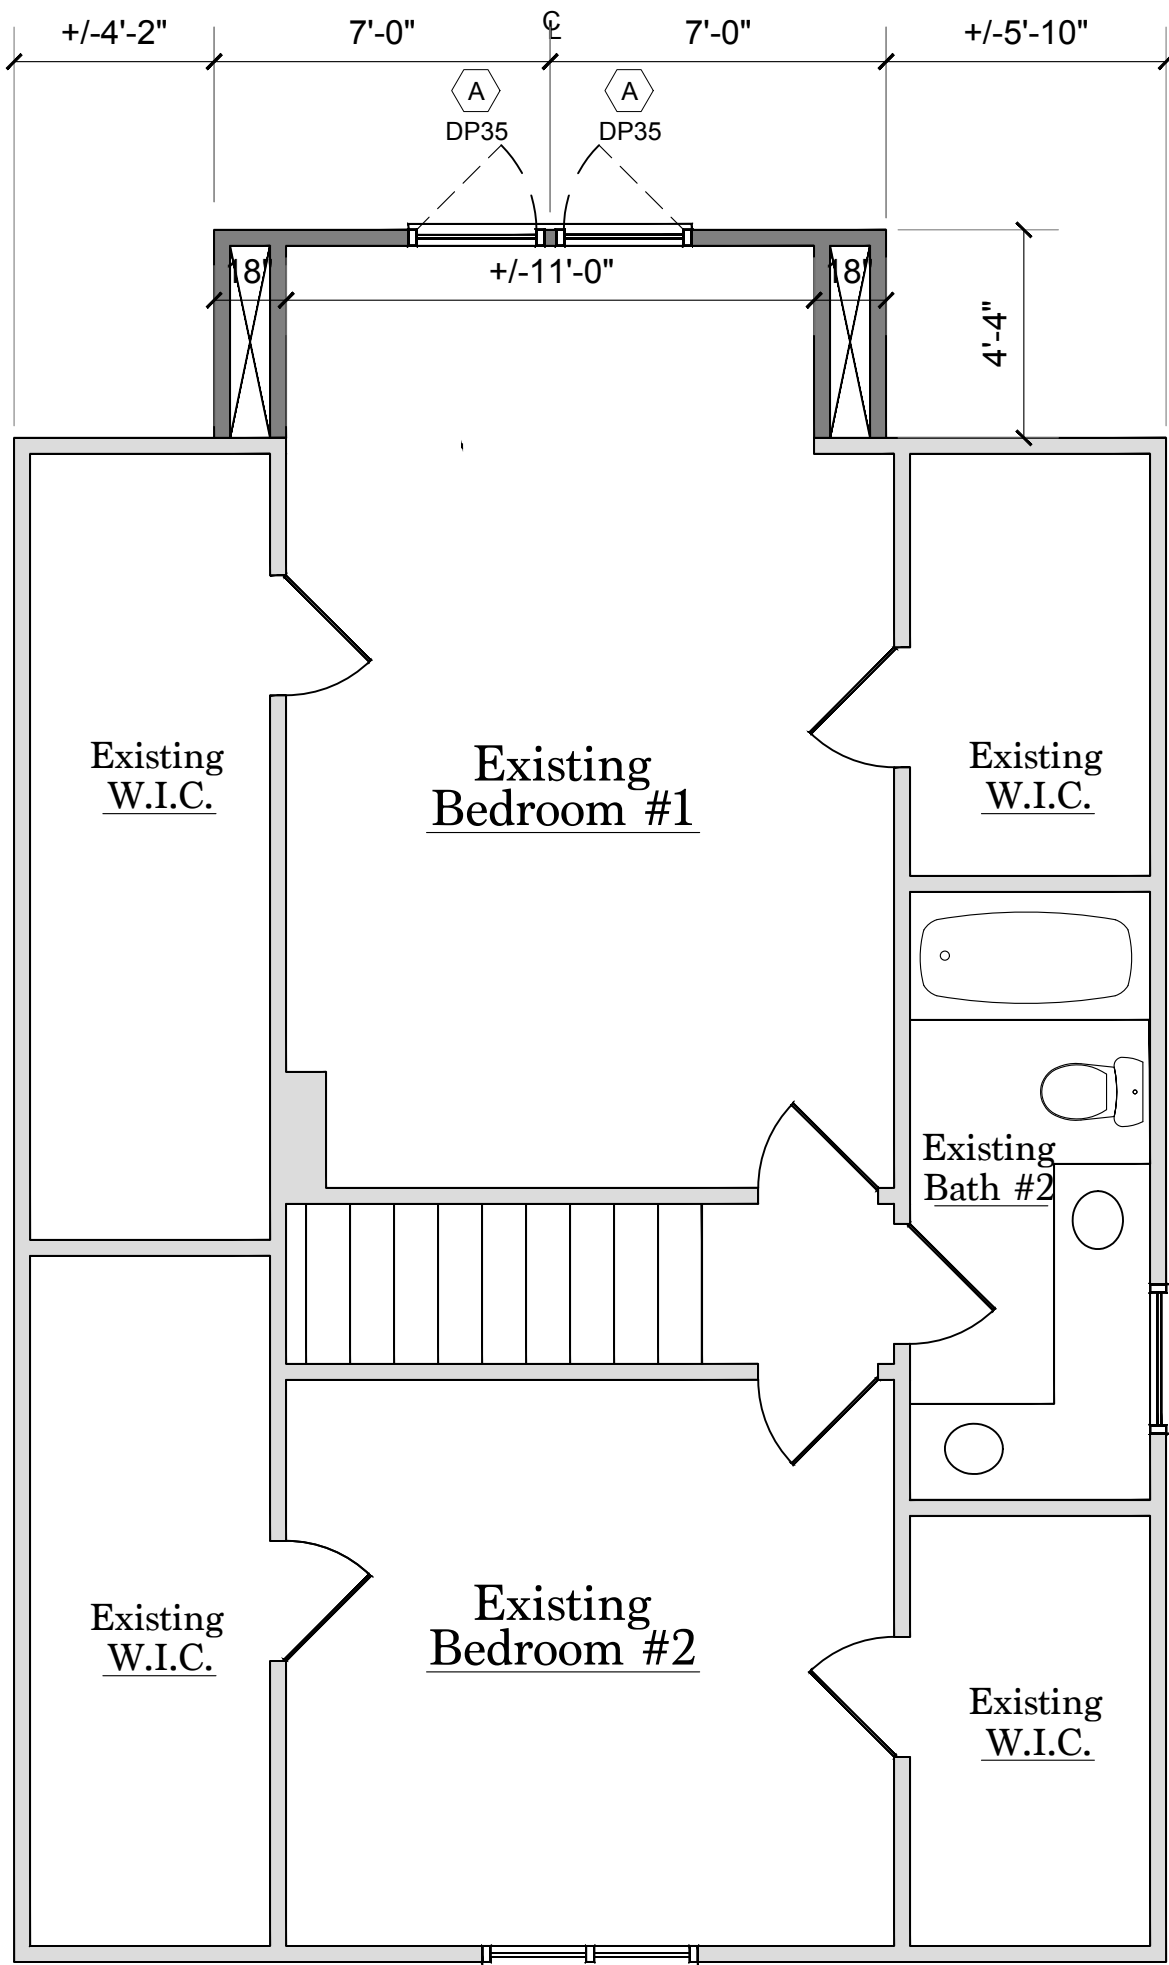 +/-4'-2" 7'-0" ℄ 7'-0" +/-5'-10"
A A
DP35 DP35
18" +/-11'-0" 18"
4'-4"
Existing
W.I.C.
Existing
Bedroom #1
Existing
W.I.C.
Existing
Bath #2
Existing
W.I.C.
Existing
Bedroom #2
Existing
W.I.C.